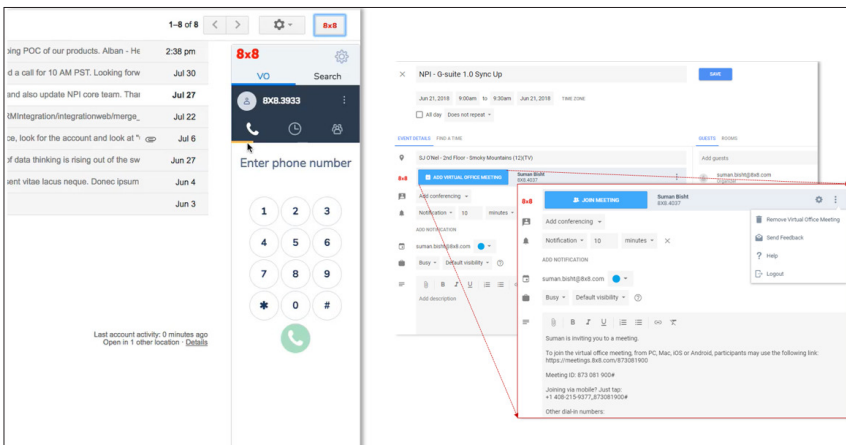 1–8 of 8
8x8
ping POC of our products. Alban - He
2:38 pm
d a call for 10 AM PST. Looking forw
Jul 30
and also update NPI core team. Than
Jul 27
RMIntegration/integrationweb/merge_
Jul 22
ce, look for the account and look at "
Jul 6
of data thinking is rising out of the sw
Jun 27
sent vitae lacus neque. Donec ipsum
Jun 4
Jun 3
Last account activity: 0 minutes ago
Open in 1 other location - Details
8x8
VO Search
8X8.3933
Enter phone number
1 2 3
4 5 6
7 8 9
* 0 #
NPI - G-suite 1.0 Sync Up
SAVE
Jun 21, 2018 9:00am to 9:30am Jun 21, 2018 TIME ZONE
All day Does not repeat
EVENT DETAILS FIND A TIME
GUESTS ROOMS
SJ O'Niel - 2nd Floor - Smoky Mountains (12)(TV)
Add guests
8x8 ADD VIRTUAL OFFICE MEETING
Suman Bisht
8X8.4037
suman.bisht@8x8.com
Organizer
Add conferencing
Notification 10 minutes
ADD NOTIFICATION
suman.bisht@8x8.com
Busy Default visibility
B I U
Add description
8x8 JOIN MEETING
Suman Bisht
8X8.4037
Remove Virtual Office Meeting
Send Feedback
Help
Logout
Add conferencing
Notification 10 minutes
ADD NOTIFICATION
suman.bisht@8x8.com
Busy Default visibility
B I U
Suman is inviting you to a meeting.
To join the virtual office meeting, from PC, Mac, iOS or Android, participants may use the following link:
https://meetings.8x8.com/873081900
Meeting ID: 873 081 900#
Joining via mobile? Just tap:
+1 408-215-9377,,873081900#
Other dial-in numbers: